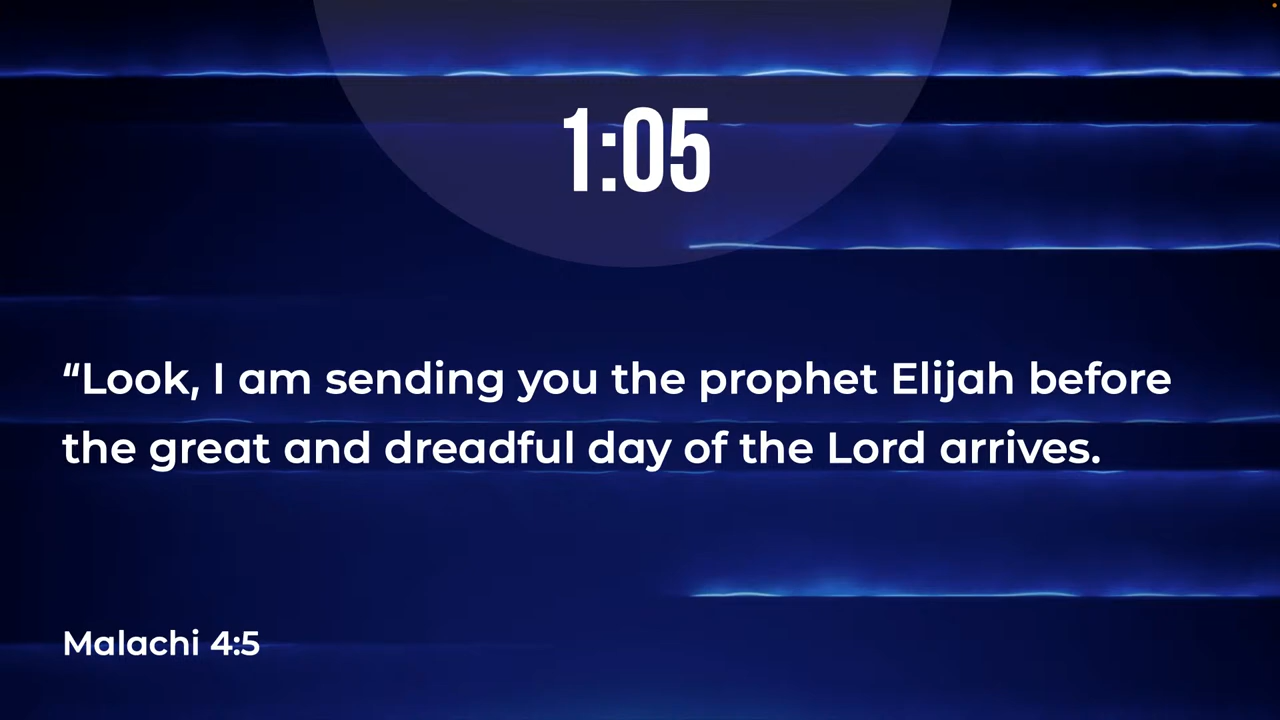 1:05
“Look, I am sending you the prophet Elijah before
the great and dreadful day of the Lord arrives.
Malachi 4:5